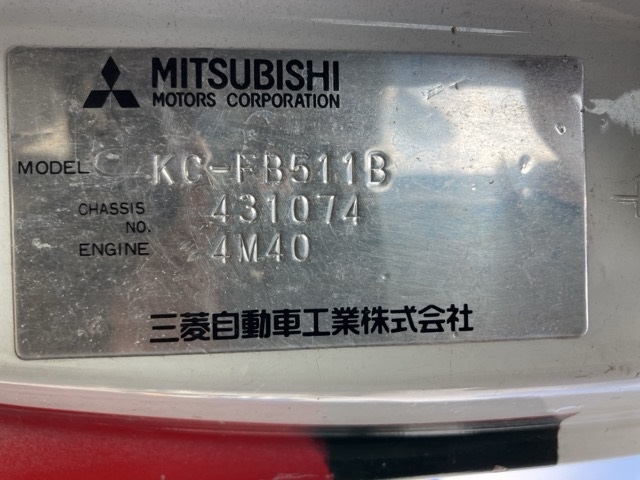 MITSUBISHI
MOTORS CORPORATION
MODEL KC-FB511B
CHASSIS NO. 431074
ENGINE 4M40
三菱自動車工業株式会社